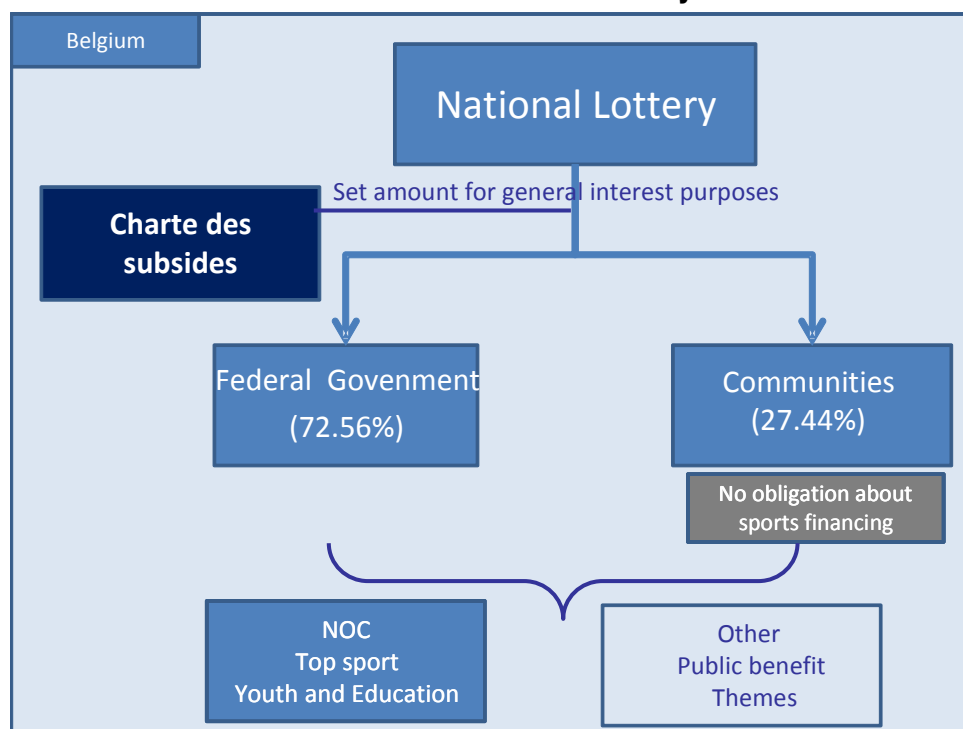 Belgium
National Lottery
Set amount for general interest purposes
Charte des
subsides
Federal Govenment
(72.56%)
Communities
(27.44%)
No obligation about
sports financing
NOC
Top sport
Youth and Education
Other
Public benefit
Themes